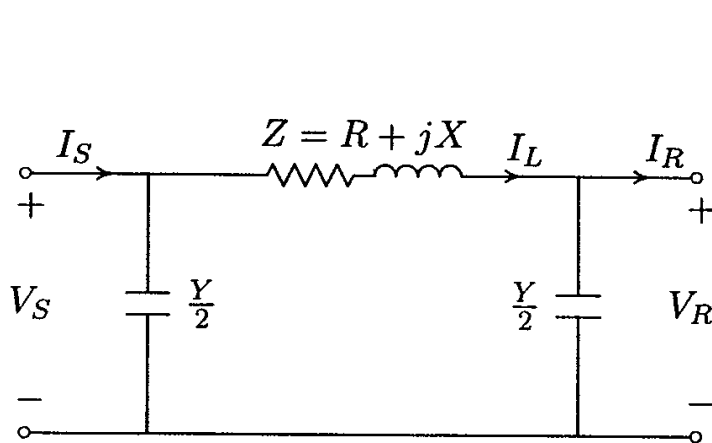 Z = R + jX
I_S
I_L
I_R
+
+
V_S
Y/2
Y/2
V_R
−
−